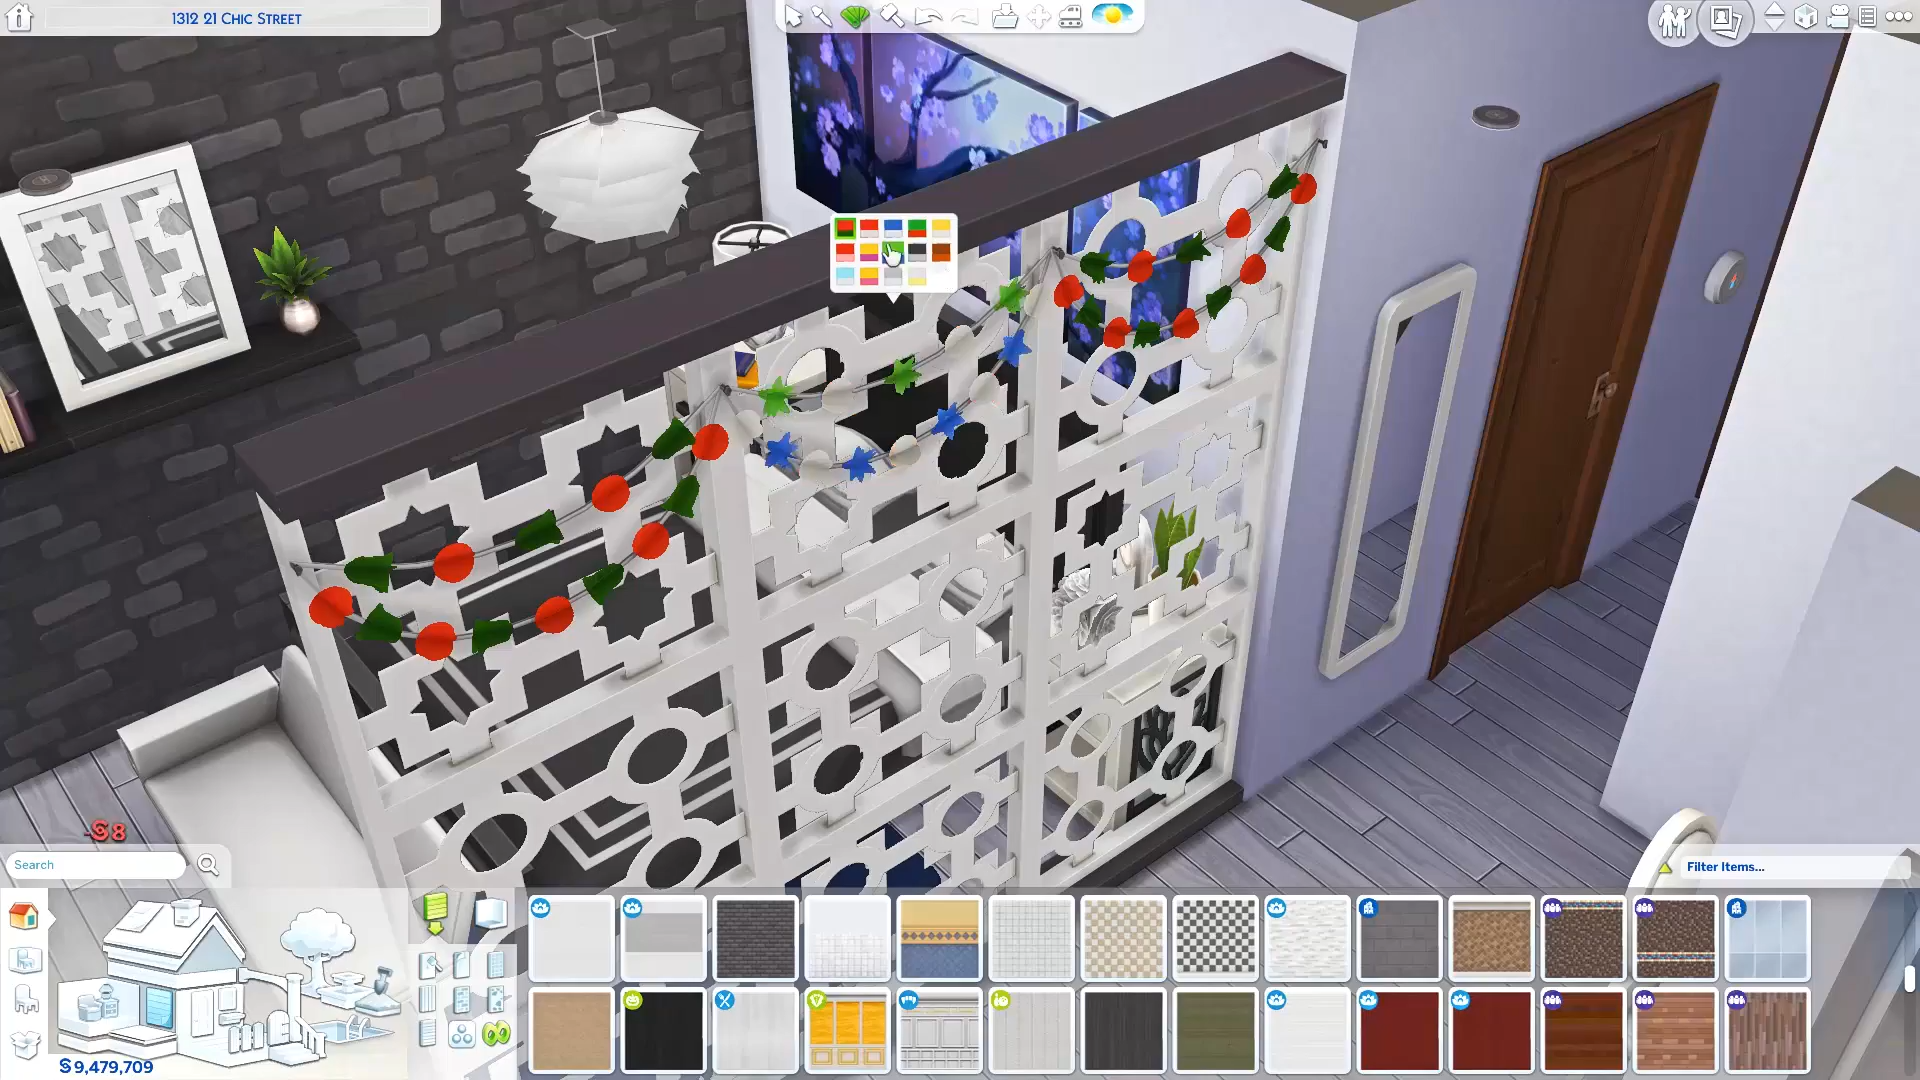 1312 21 CHIC STREET
-§8
Search
Filter Items...
§9,479,709